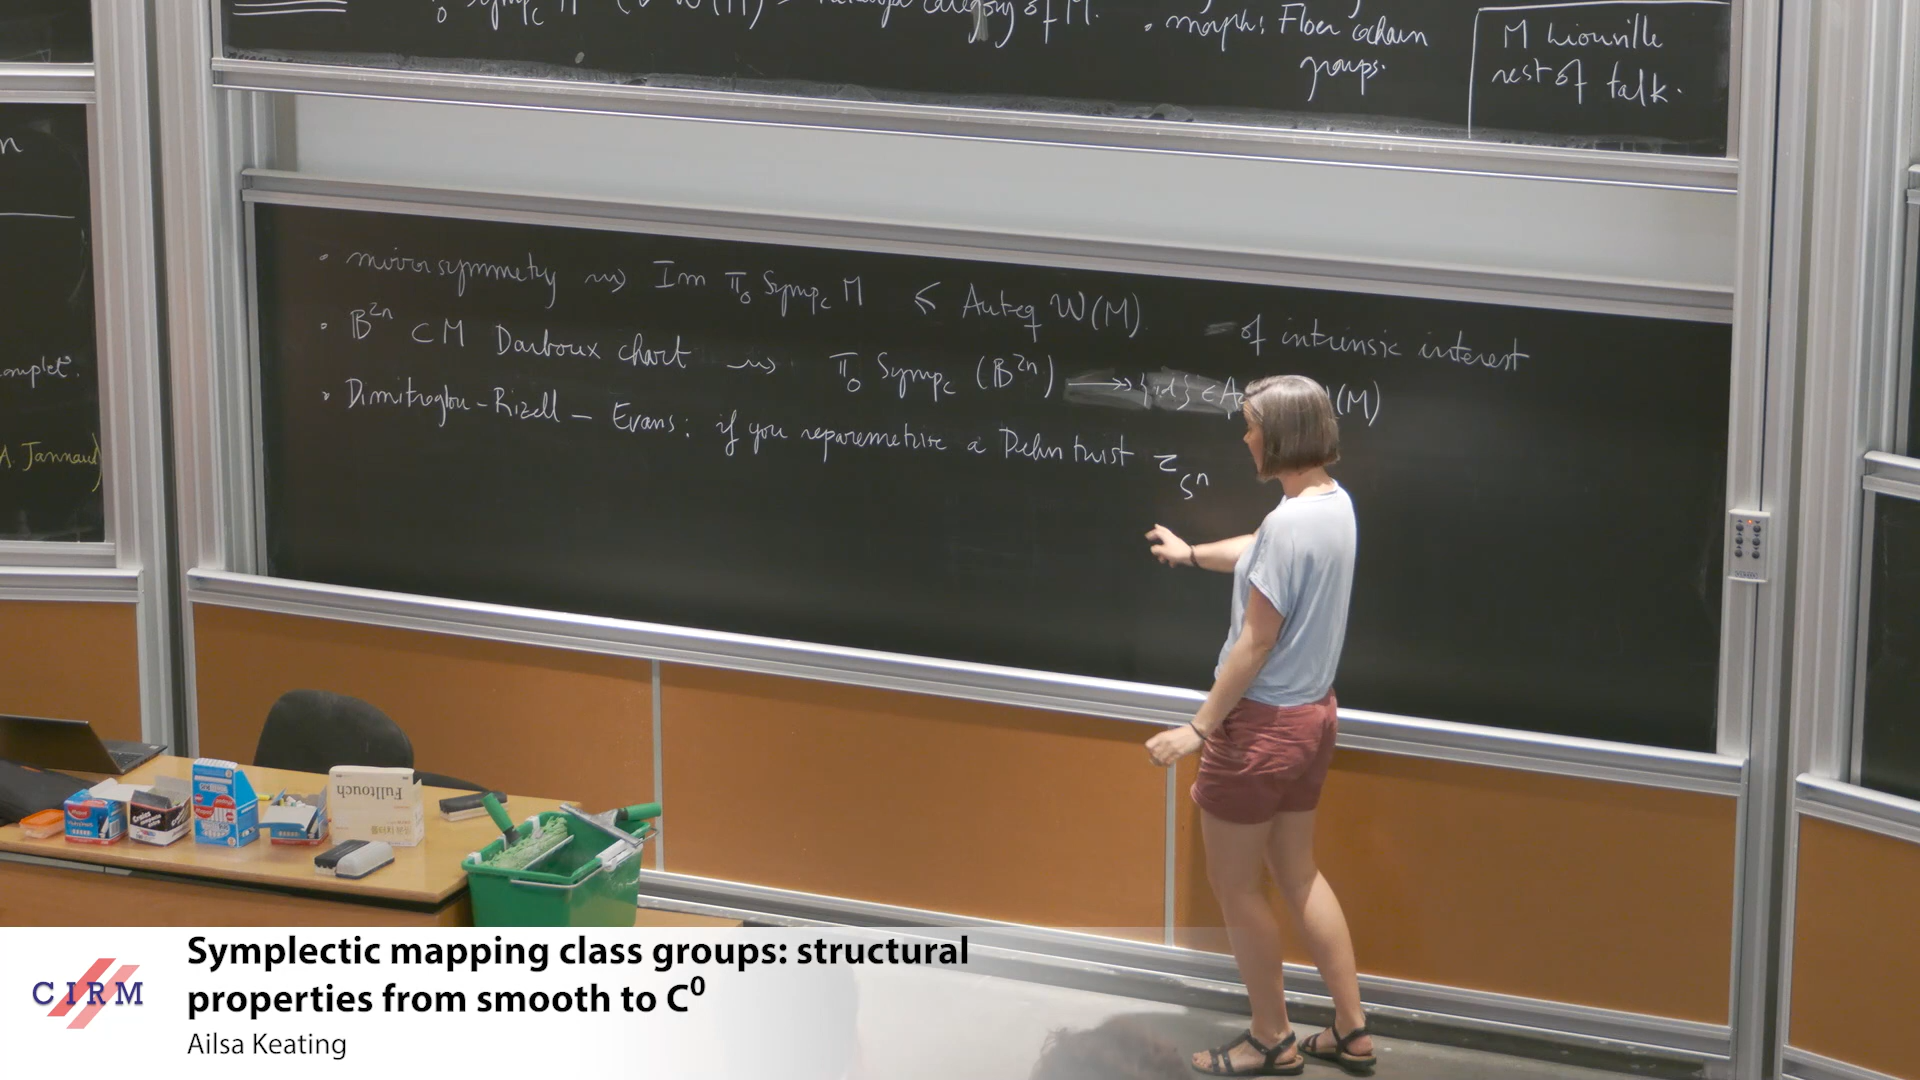 category of M.
• morph: Floer cochain
groups.
M Liouville
rest of talk.
n
omplet.
A. Jannaud)
• mirror symmetry ⇝ Im π₀ Symp_c M ≤ Auteq W(M)
of intrinsic interest
• B²ⁿ ⊂ M Darboux chart ⇝ π₀ Symp_c (B²ⁿ) ↠ {id} ∈ A (M)
• Dimitroglou-Rizell – Evans: if you reparametrise a Dehn twist τ_Sⁿ
Fulltouch
CIRM
Symplectic mapping class groups: structural
properties from smooth to C⁰
Ailsa Keating